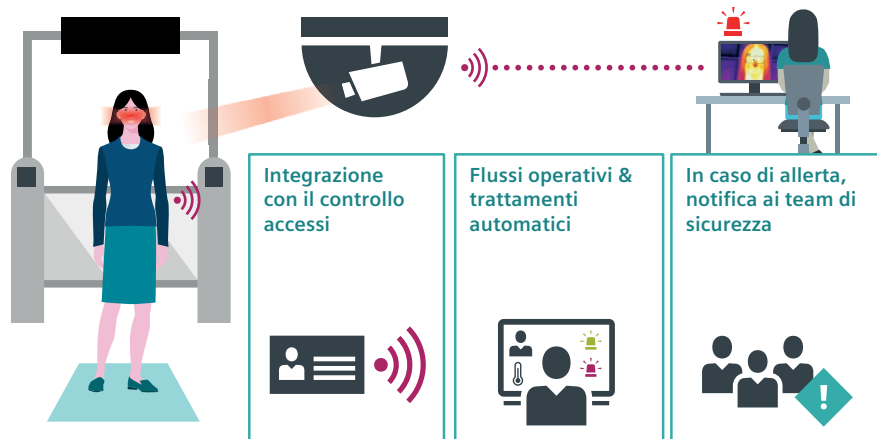 Integrazione
con il controllo
accessi
Flussi operativi &
trattamenti
automatici
In caso di allerta,
notifica ai team di
sicurezza
!